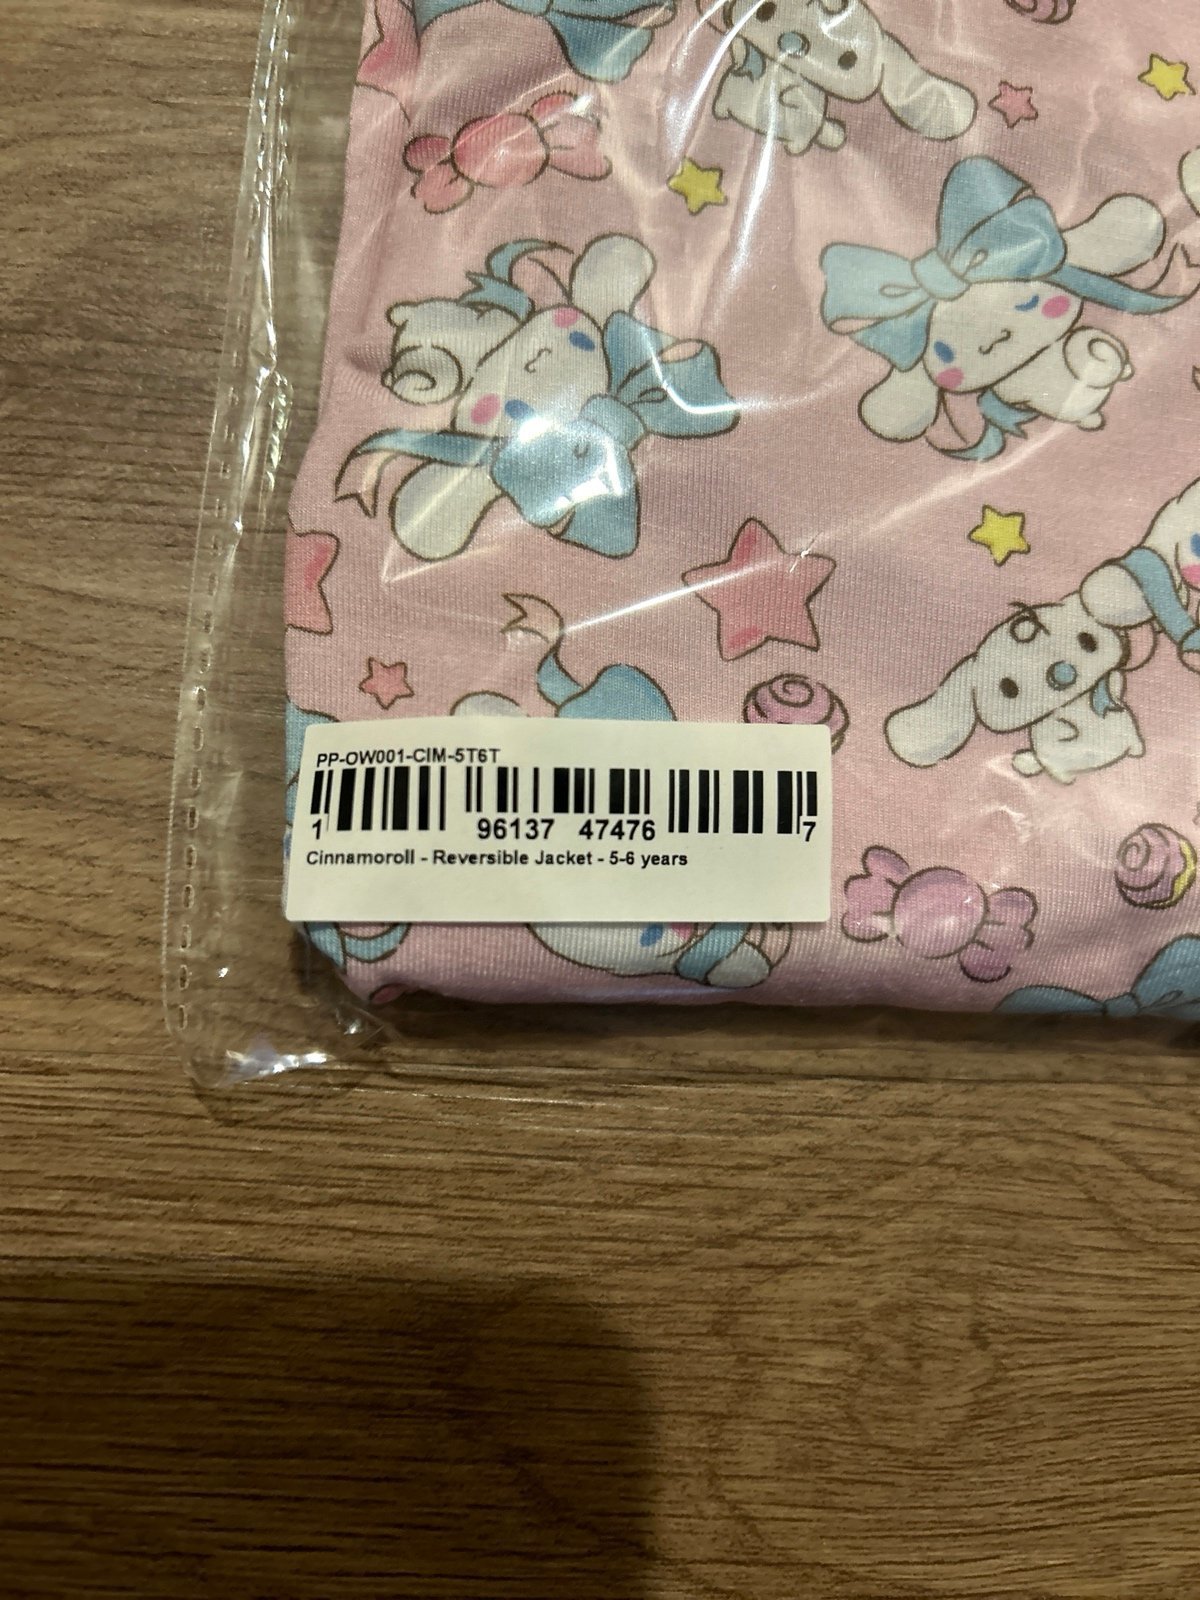 PP-OW001-CIM-5T6T
1 96137 47476 7
Cinnamoroll - Reversible Jacket - 5-6 years